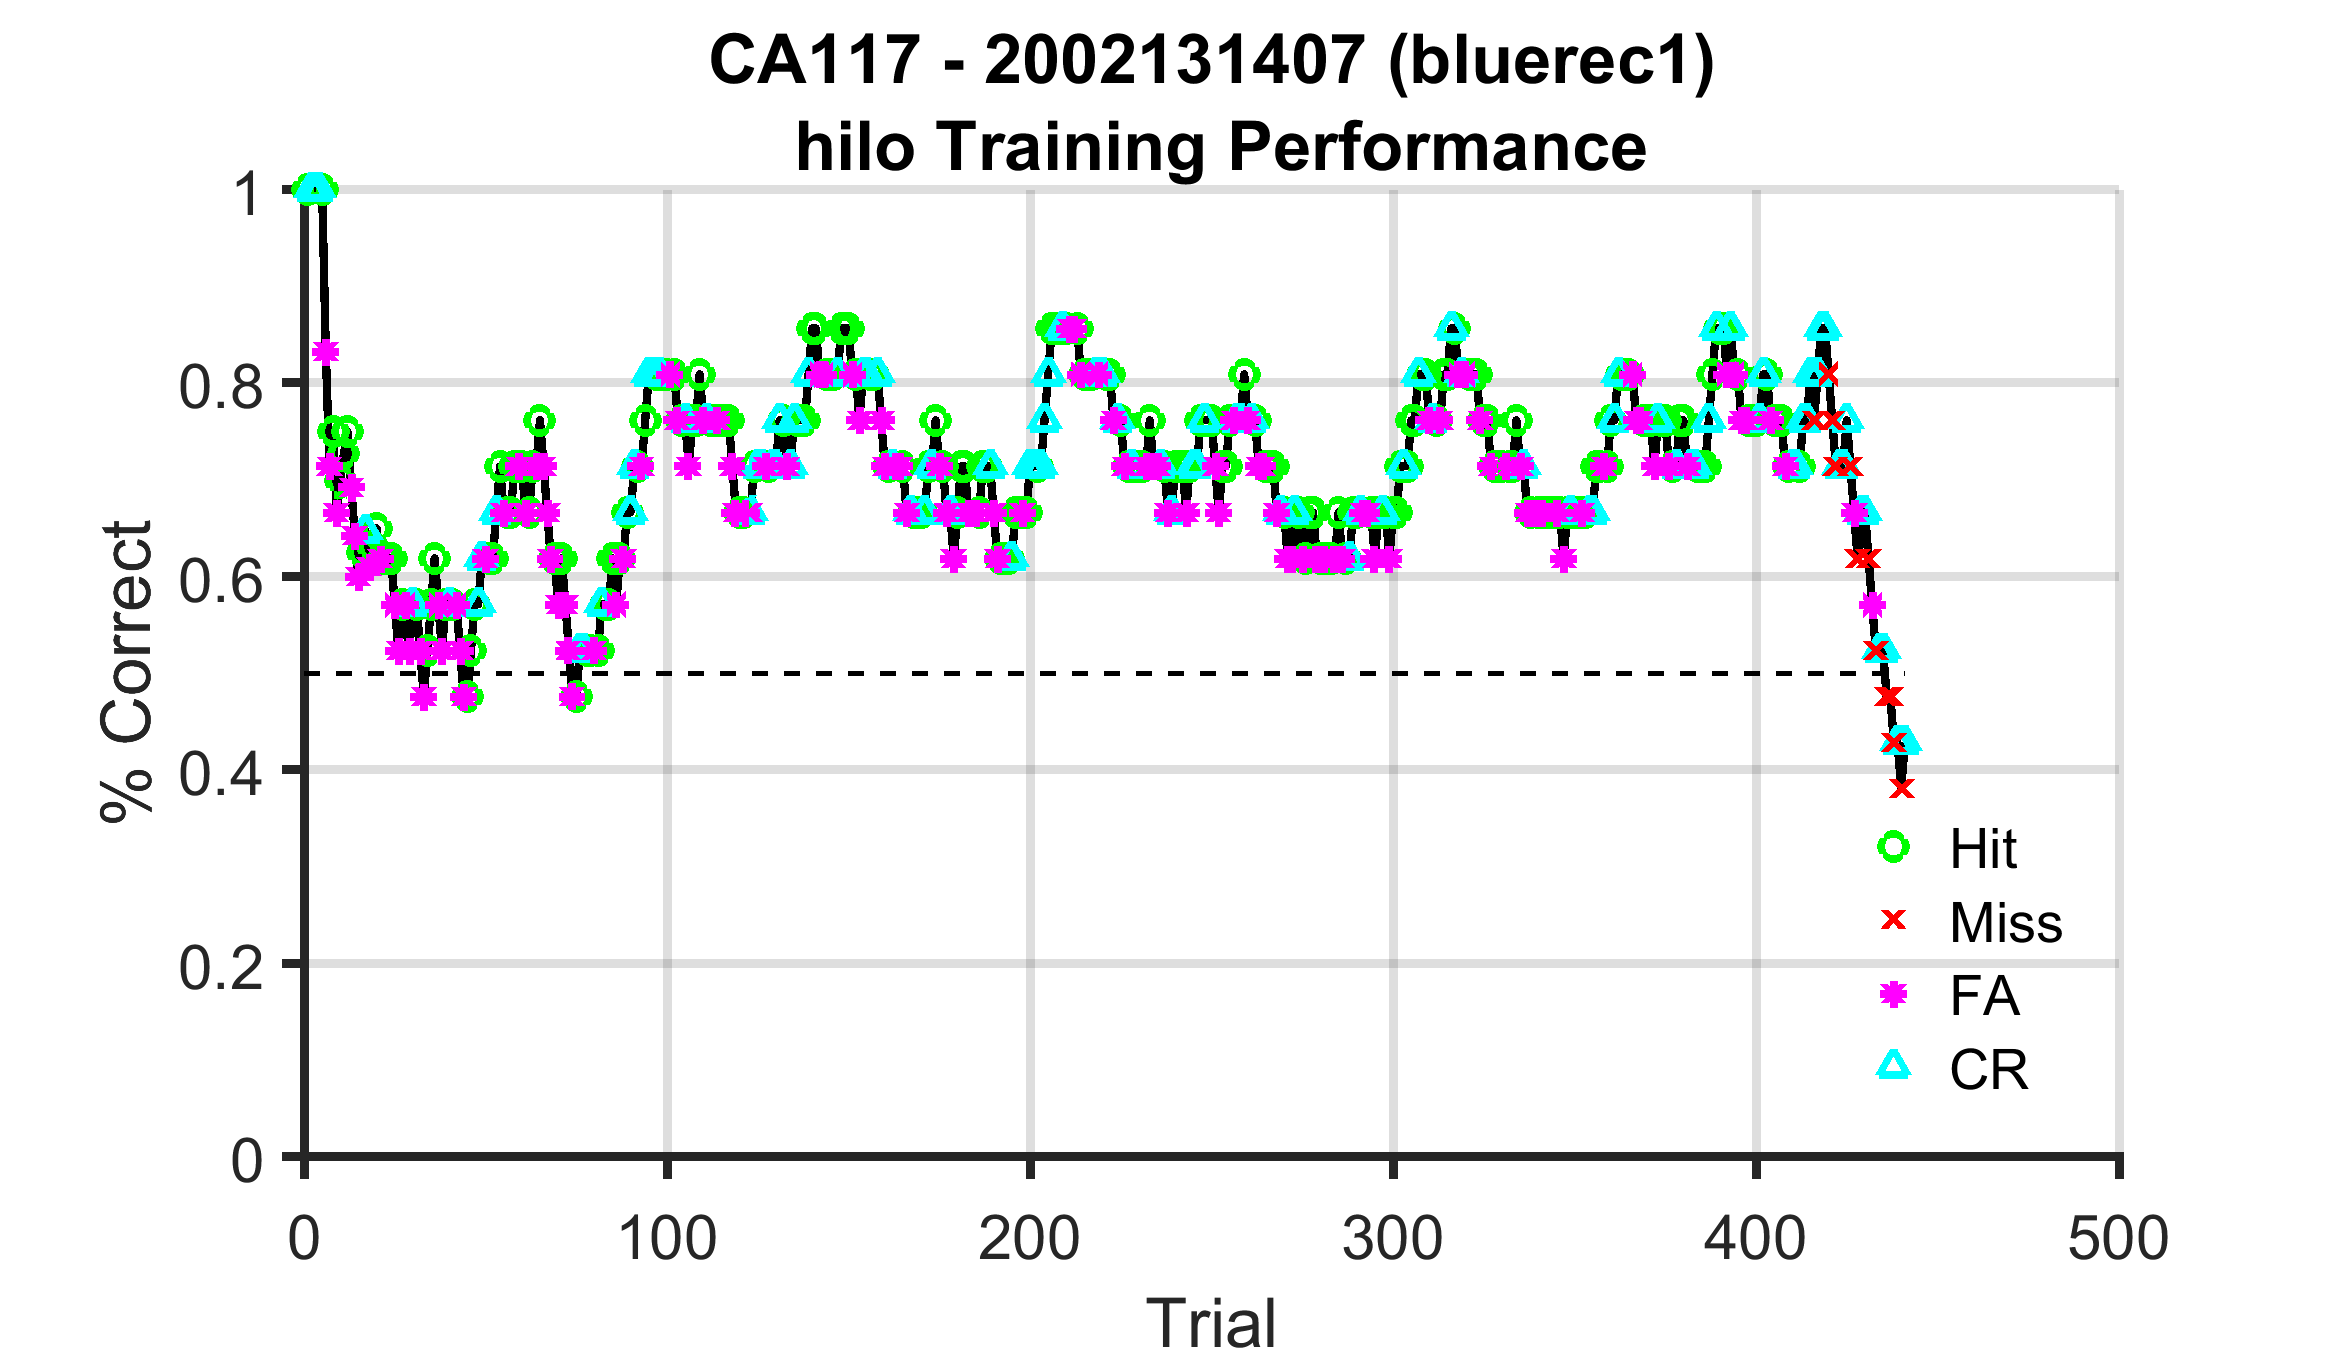 CA117 - 2002131407 (bluerec1)
hilo Training Performance
% Correct
1
0.8
0.6
0.4
0.2
0
0 100 200 300 400 500
Trial
Hit
Miss
FA
CR